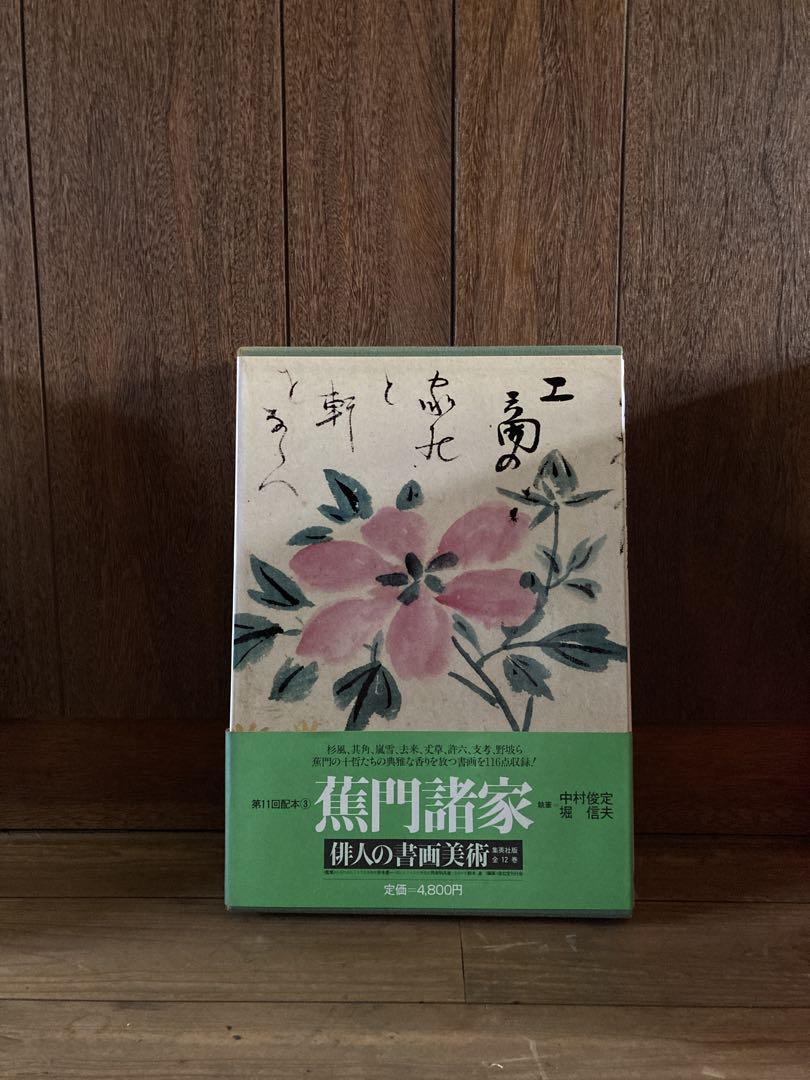 工
商の
軒
杉風、其角、嵐雪、去来、丈草、許六、支考、野坡ら
蕉門の十哲たちの典雅な香りを放つ書画を116点収録!
第11回配本③
蕉門諸家
執筆=中村俊定
堀 信夫
俳人の書画美術
集英社版
全12巻
定価=4,800円